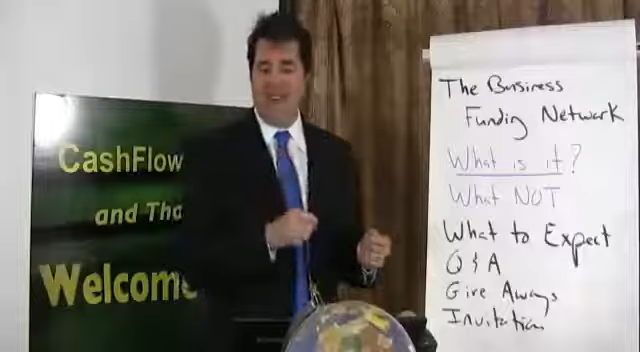 CashFlow
and Tha
Welcome
The Business
Funding Network
What is it?
What NOT
What to Expect
Q & A
Give Aways
Invitation